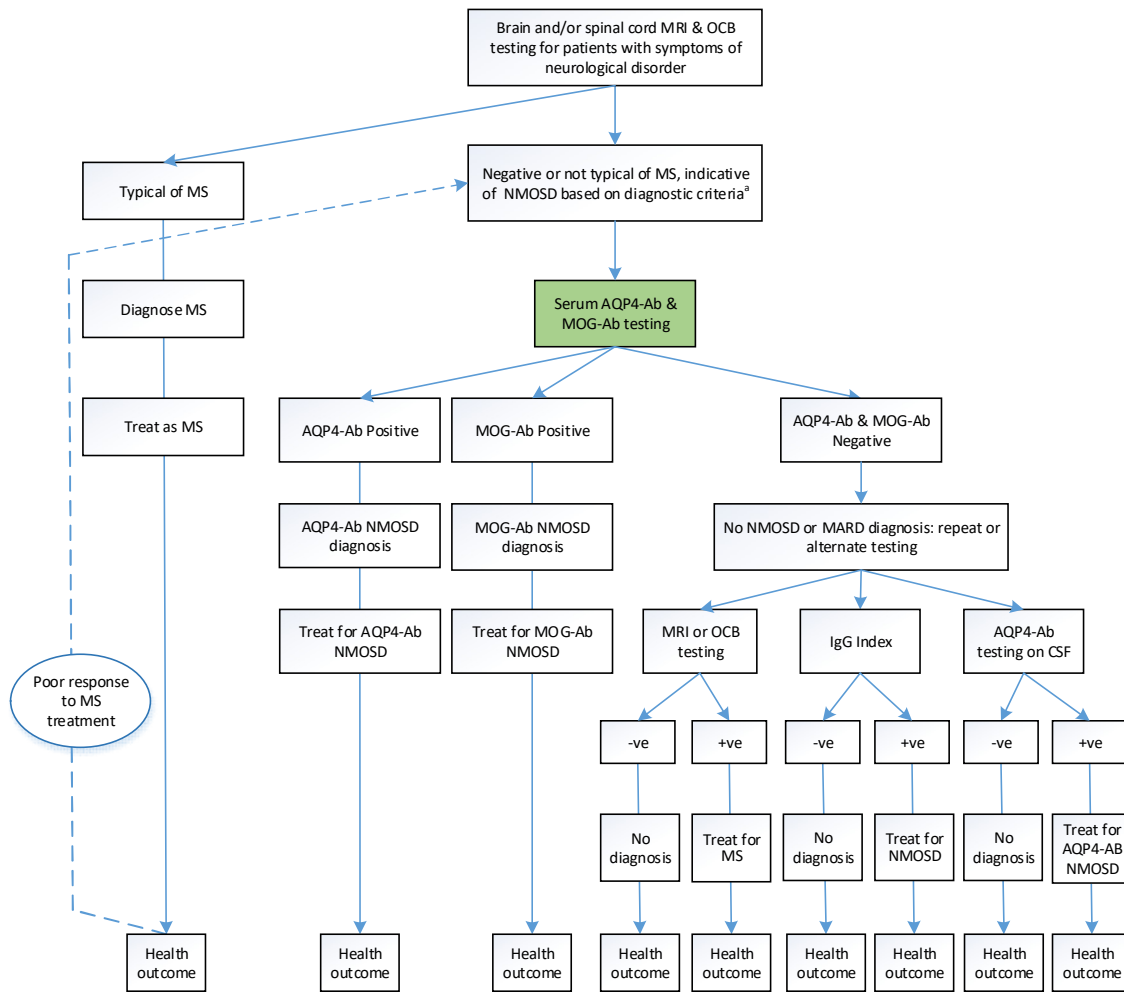 Brain and/or spinal cord MRI & OCB
testing for patients with symptoms of
neurological disorder
Typical of MS
Negative or not typical of MS, indicative
of NMOSD based on diagnostic criteriaᵃ
Diagnose MS
Serum AQP4-Ab &
MOG-Ab testing
Treat as MS
AQP4-Ab Positive
MOG-Ab Positive
AQP4-Ab & MOG-Ab
Negative
AQP4-Ab NMOSD
diagnosis
MOG-Ab NMOSD
diagnosis
No NMOSD or MARD diagnosis: repeat or
alternate testing
Treat for AQP4-Ab
NMOSD
Treat for MOG-Ab
NMOSD
MRI or OCB
testing
IgG Index
AQP4-Ab
testing on CSF
Poor response
to MS
treatment
-ve
+ve
-ve
+ve
-ve
+ve
No
diagnosis
Treat for
MS
No
diagnosis
Treat for
NMOSD
No
diagnosis
Treat for
AQP4-AB
NMOSD
Health
outcome
Health
outcome
Health
outcome
Health
outcome
Health
outcome
Health
outcome
Health
outcome
Health
outcome
Health
outcome